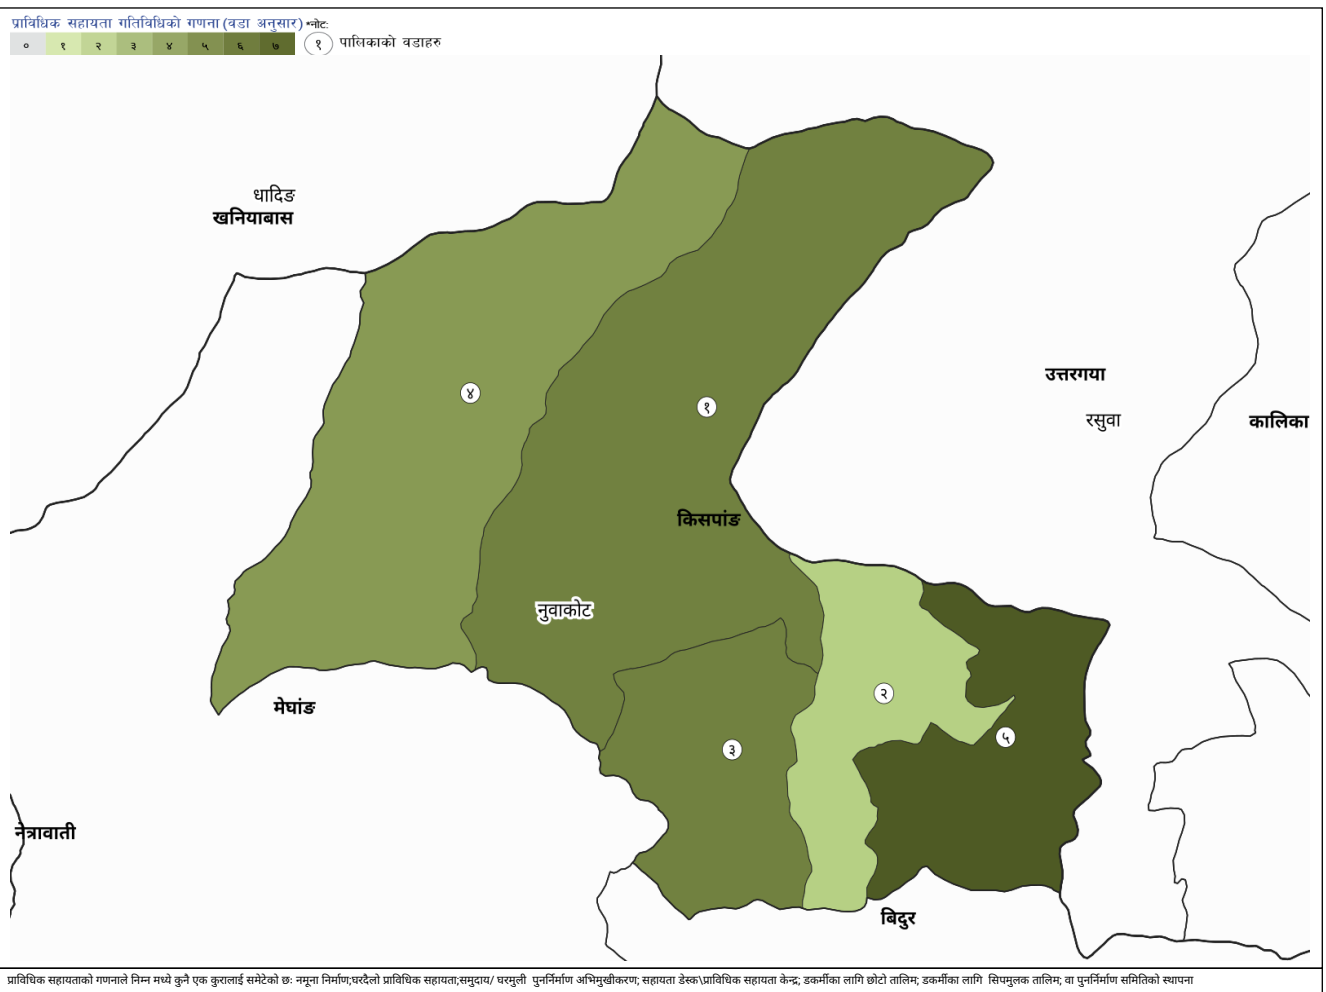 प्राविधिक सहायता गतिविधिको गणना (वडा अनुसार) *नोट:
० १ २ ३ ४ ५ ६ ७ १ पालिकाको वडाहरु
धादिङ
खनियाबास
उत्तरगया
रसुवा
कालिका
४
१
किसपांङ
नुवाकोट
२
मेघांङ
३
५
नेत्रावाती
बिदुर
प्राविधिक सहायताको गणनाले निम्न मध्ये कुनै एक कुरालाई समेटेको छः नमूना निर्माण;घरदैलो प्राविधिक सहायता;समुदाय/ घरमुली पुनर्निर्माण अभिमुखीकरण; सहायता डेस्क\प्राविधिक सहायता केन्द्र; डकर्मीका लागि छोटो तालिम; डकर्मीका लागि सिपमुलक तालिम; वा पुनर्निर्माण समितिको स्थापना